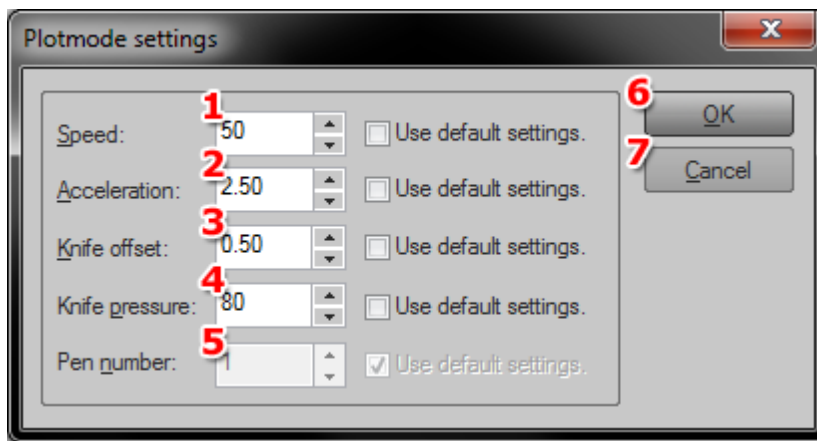 Plotmode settings
x
1
6
Speed: 50 Use default settings. OK
2
7
Acceleration: 2.50 Use default settings. Cancel
3
Knife offset: 0.50 Use default settings.
4
Knife pressure: 80 Use default settings.
5
Pen number: 1 Use default settings.